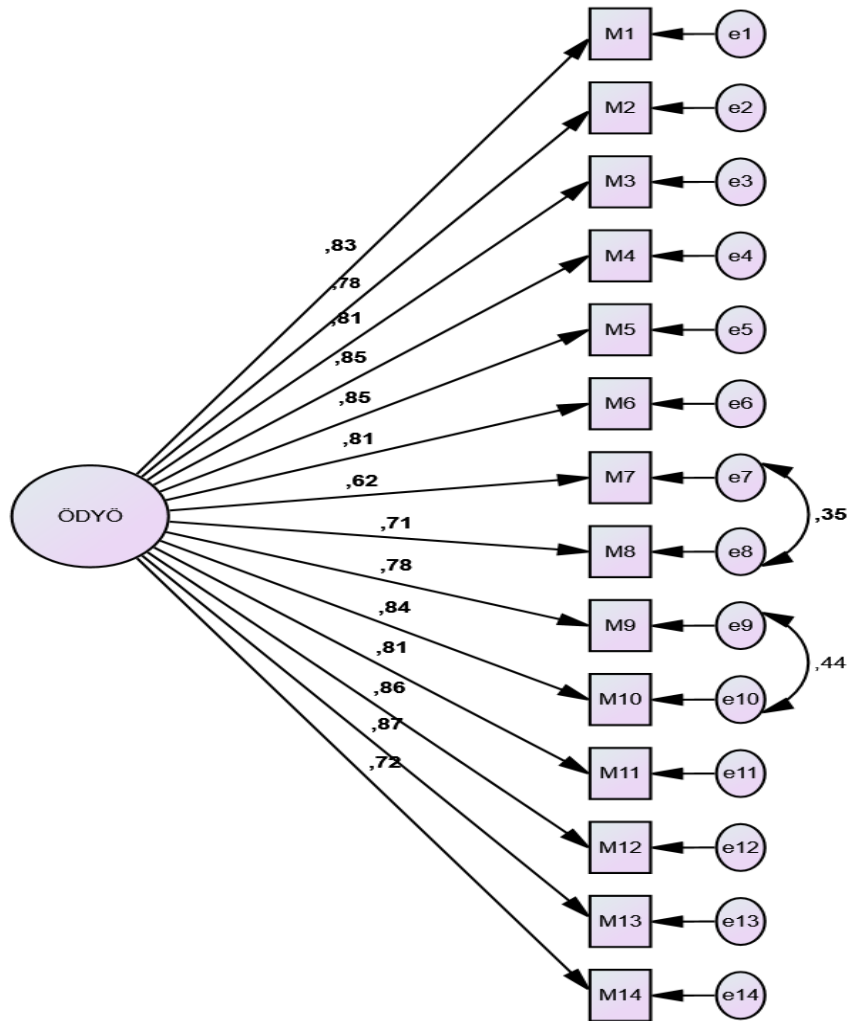 M1 e1
M2 e2
M3 e3
,83
M4 e4
,78
,81
M5 e5
,85
,85
M6 e6
,81
,62
M7 e7
ÖDYÖ
,35
,71
M8 e8
,78
,84
M9 e9
,81
,44
,86
M10 e10
,87
,72
M11 e11
M12 e12
M13 e13
M14 e14